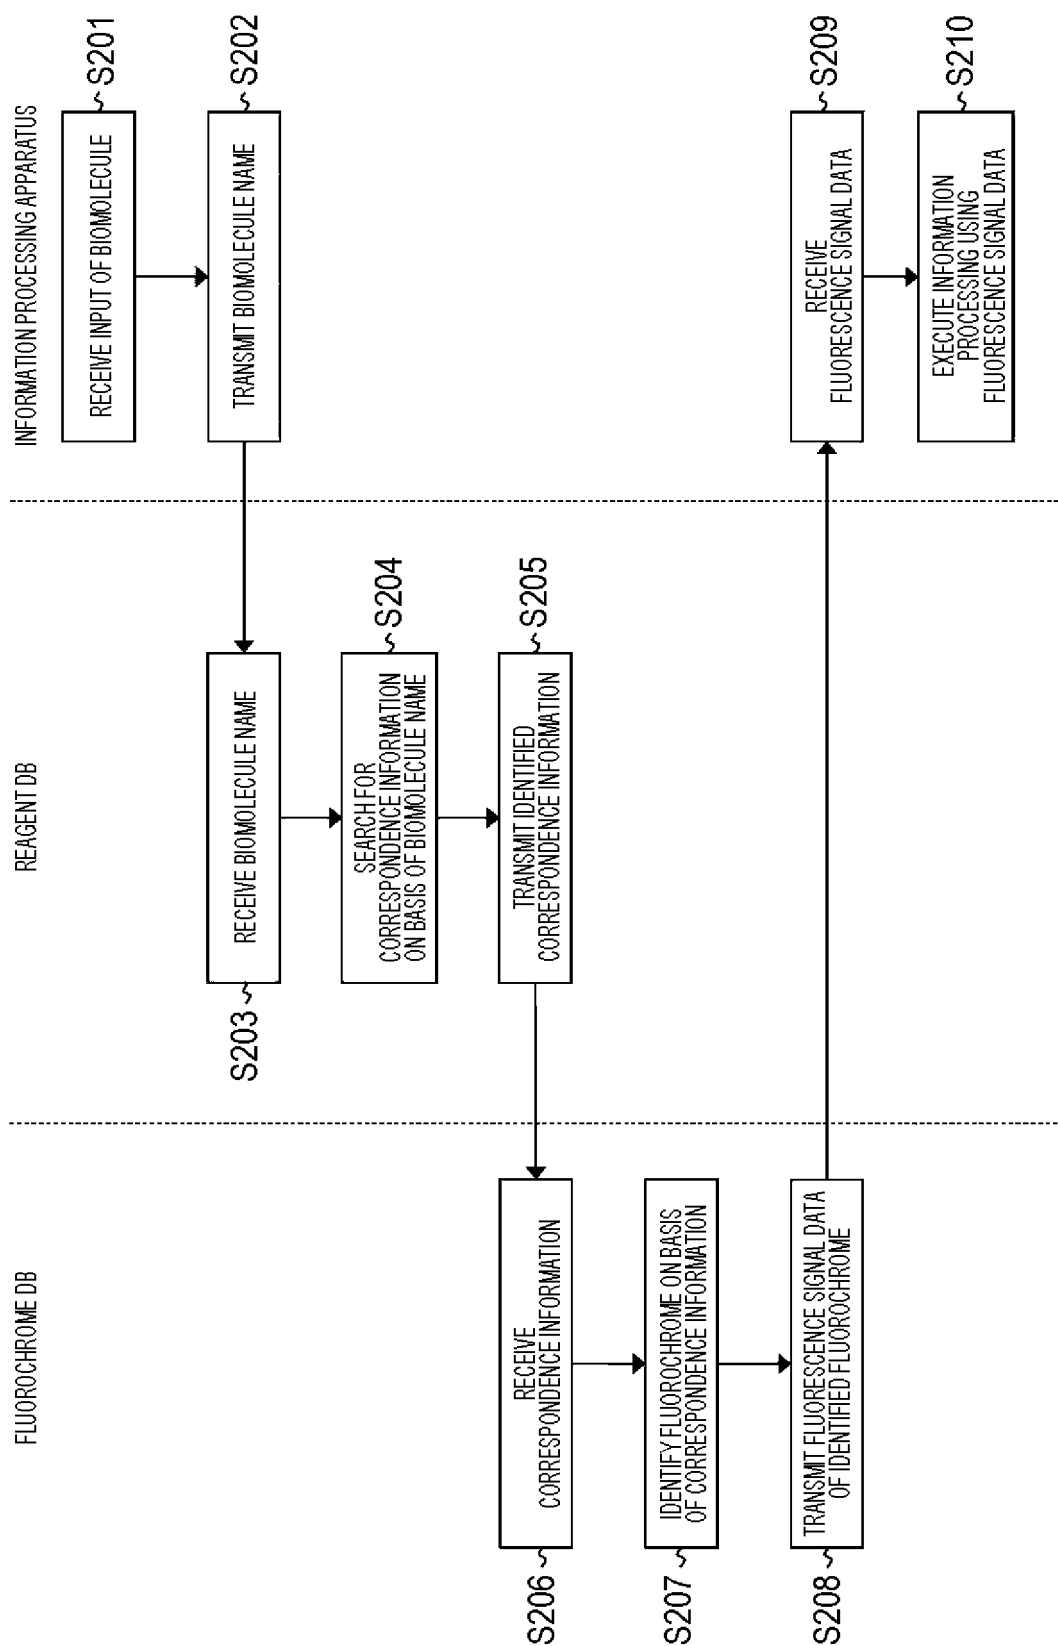 FLUOROCHROME DB
REAGENT DB
INFORMATION PROCESSING APPARATUS
RECEIVE INPUT OF BIOMOLECULE
S201
TRANSMIT BIOMOLECULE NAME
S202
S203
RECEIVE BIOMOLECULE NAME
SEARCH FOR
CORRESPONDENCE INFORMATION
ON BASIS OF BIOMOLECULE NAME
S204
TRANSMIT IDENTIFIED
CORRESPONDENCE INFORMATION
S205
S206
RECEIVE
CORRESPONDENCE INFORMATION
S207
IDENTIFY FLUOROCHROME ON BASIS
OF CORRESPONDENCE INFORMATION
S208
TRANSMIT FLUORESCENCE SIGNAL DATA
OF IDENTIFIED FLUOROCHROME
RECEIVE
FLUORESCENCE SIGNAL DATA
S209
EXECUTE INFORMATION
PROCESSING USING
FLUORESCENCE SIGNAL DATA
S210